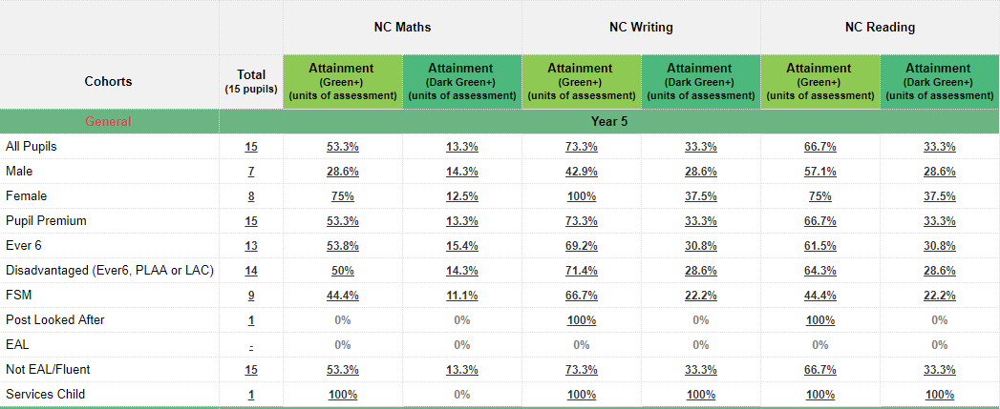 NC Maths NC Writing NC Reading
Cohorts Total (15 pupils) Attainment (Green+) (units of assessment) Attainment (Dark Green+) (units of assessment) Attainment (Green+) (units of assessment) Attainment (Dark Green+) (units of assessment) Attainment (Green+) (units of assessment) Attainment (Dark Green+) (units of assessment)
General Year 5
All Pupils 15 53.3% 13.3% 73.3% 33.3% 66.7% 33.3%
Male 7 28.6% 14.3% 42.9% 28.6% 57.1% 28.6%
Female 8 75% 12.5% 100% 37.5% 75% 37.5%
Pupil Premium 15 53.3% 13.3% 73.3% 33.3% 66.7% 33.3%
Ever 6 13 53.8% 15.4% 69.2% 30.8% 61.5% 30.8%
Disadvantaged (Ever6, PLAA or LAC) 14 50% 14.3% 71.4% 28.6% 64.3% 28.6%
FSM 9 44.4% 11.1% 66.7% 22.2% 44.4% 22.2%
Post Looked After 1 0% 0% 100% 0% 100% 0%
EAL - 0% 0% 0% 0% 0% 0%
Not EAL/Fluent 15 53.3% 13.3% 73.3% 33.3% 66.7% 33.3%
Services Child 1 100% 0% 100% 100% 100% 100%